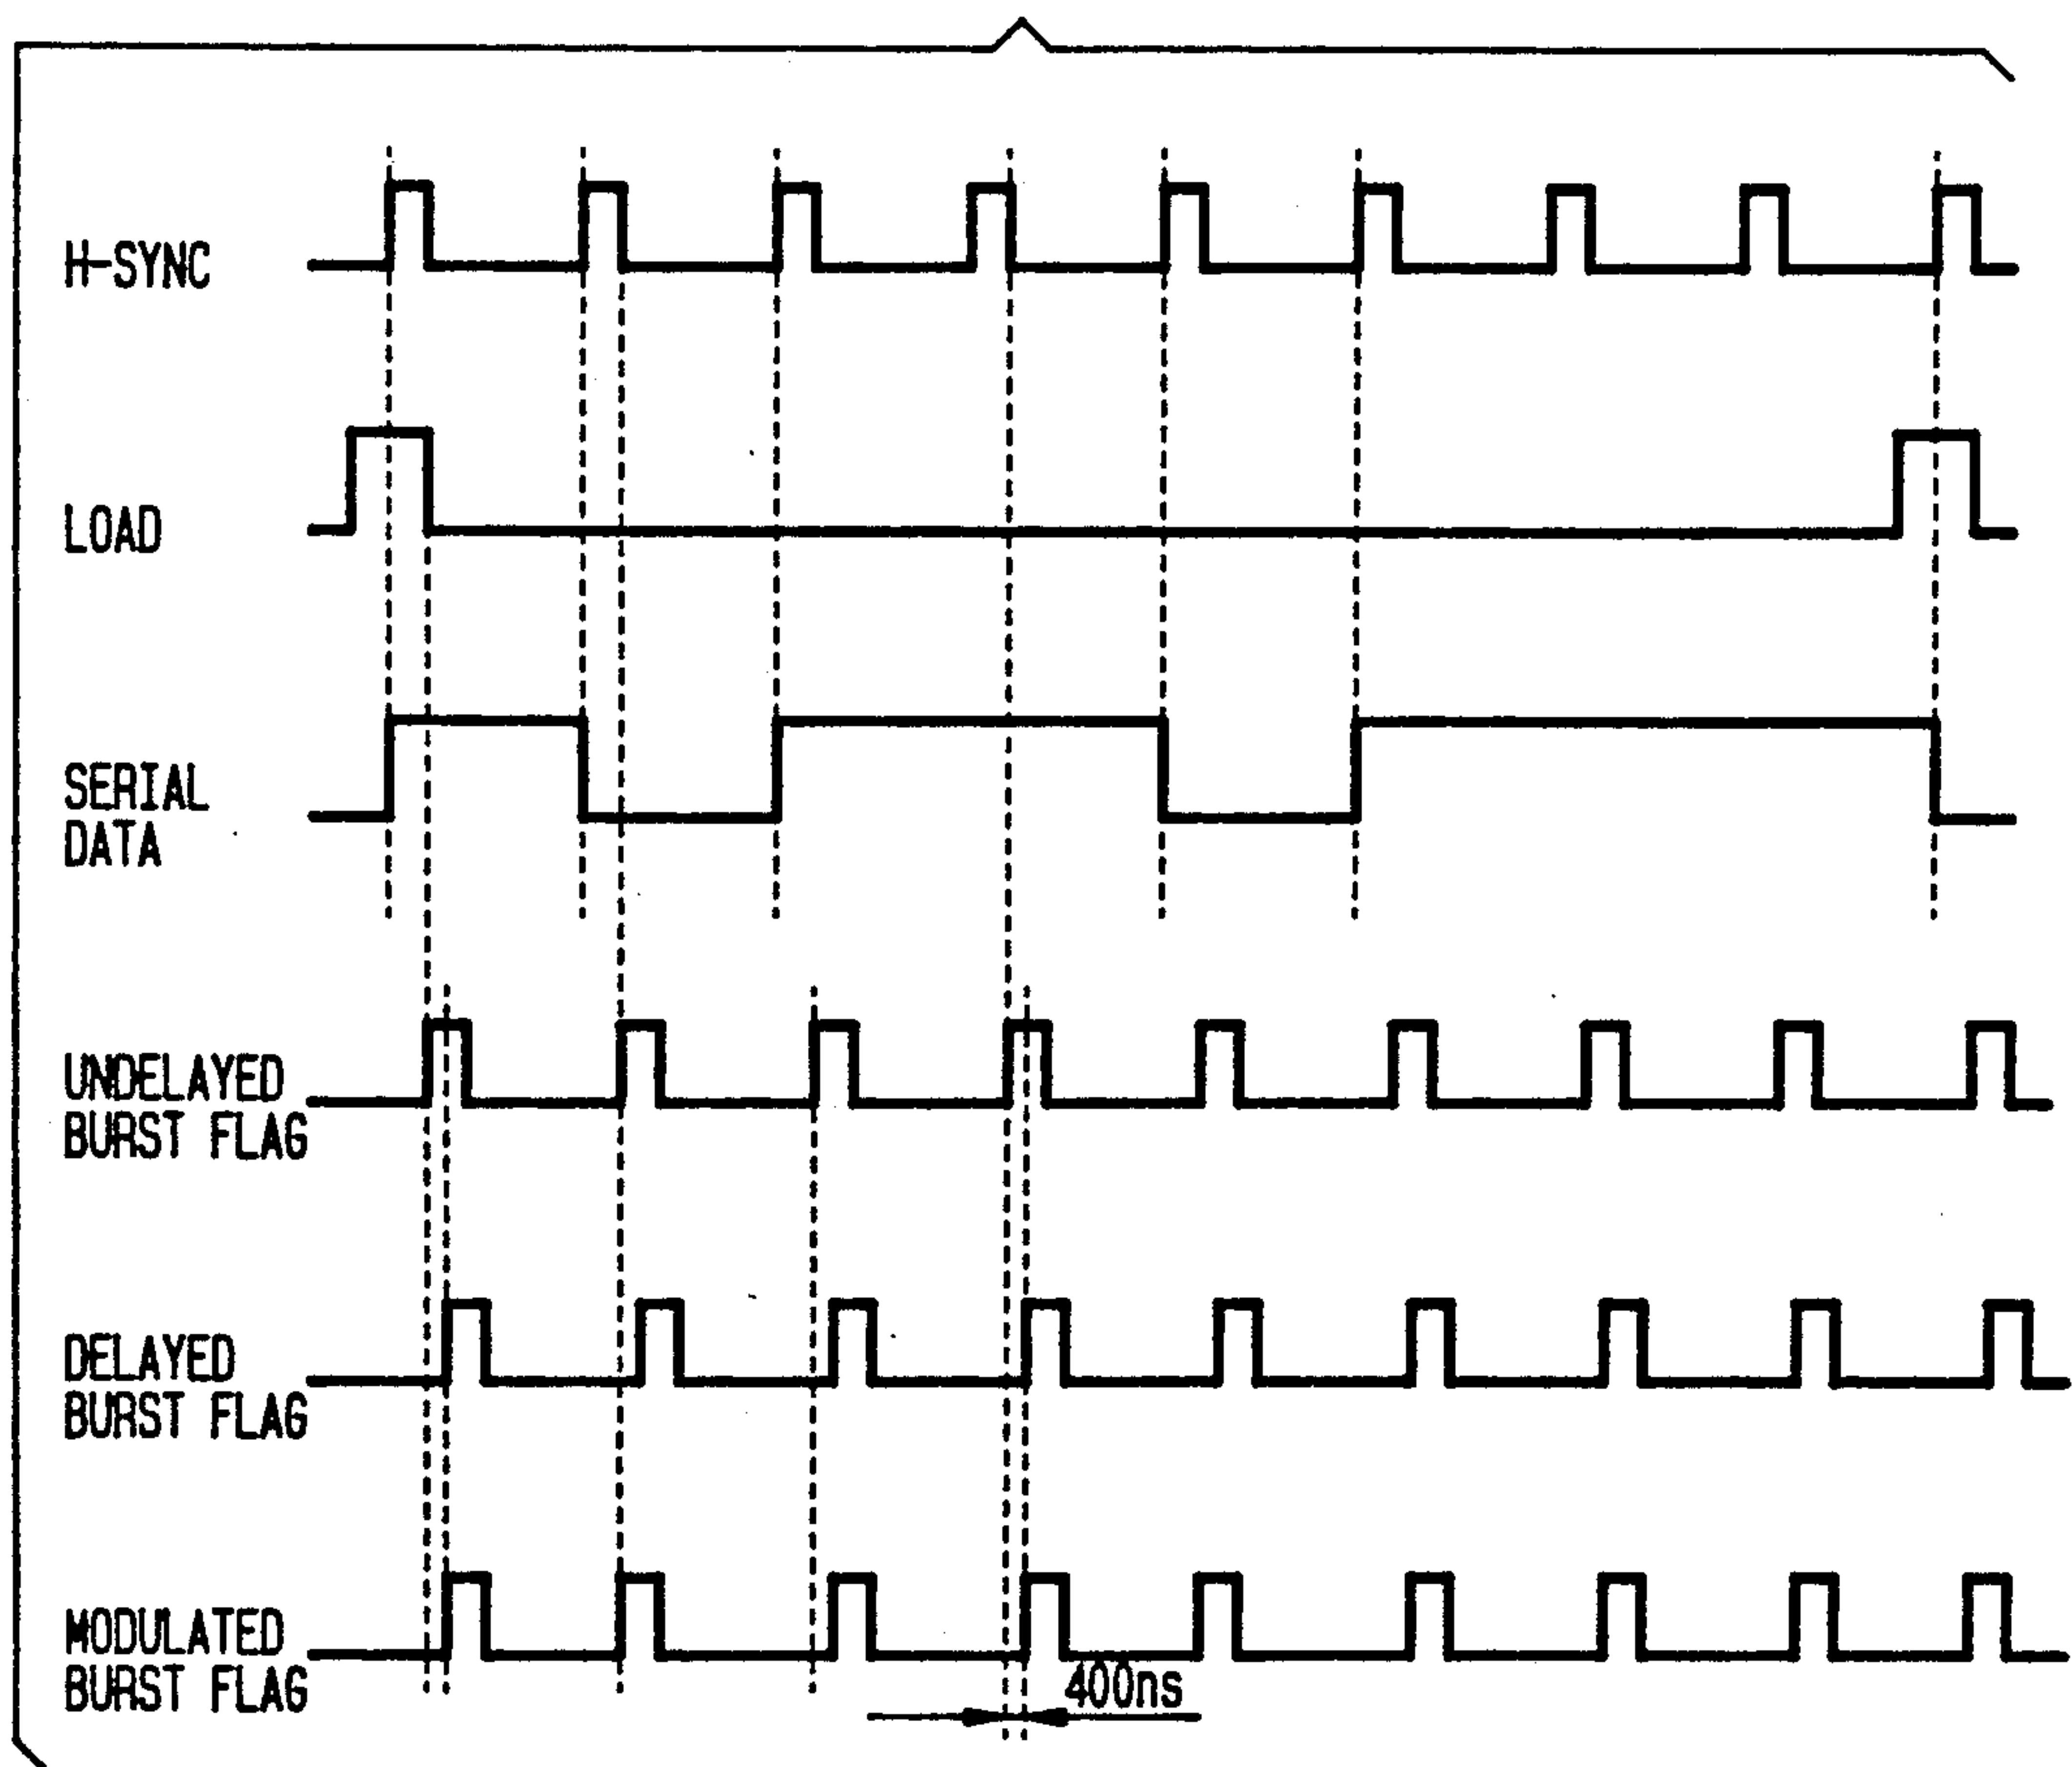 H-SYNC
LOAD
SERIAL
DATA
UNDELAYED
BURST FLAG
DELAYED
BURST FLAG
MODULATED
BURST FLAG
400ns